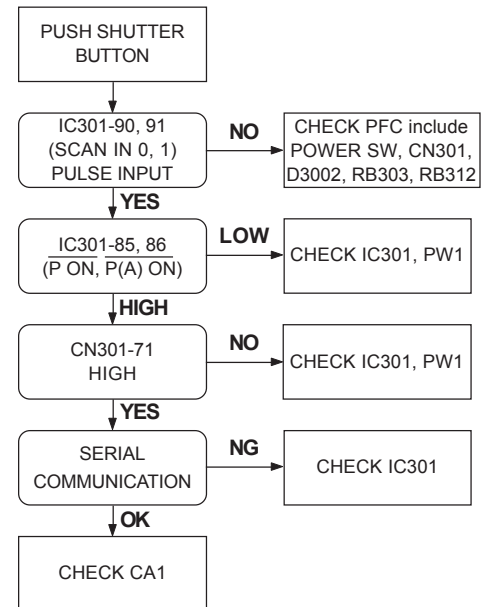 PUSH SHUTTER
BUTTON
IC301-90, 91
(SCAN IN 0, 1)
PULSE INPUT
NO
CHECK PFC include
POWER SW, CN301,
D3002, RB303, RB312
YES
IC301-85, 86
(P ON, P(A) ON)
LOW
CHECK IC301, PW1
HIGH
CN301-71
HIGH
NO
CHECK IC301, PW1
YES
SERIAL
COMMUNICATION
NG
CHECK IC301
OK
CHECK CA1